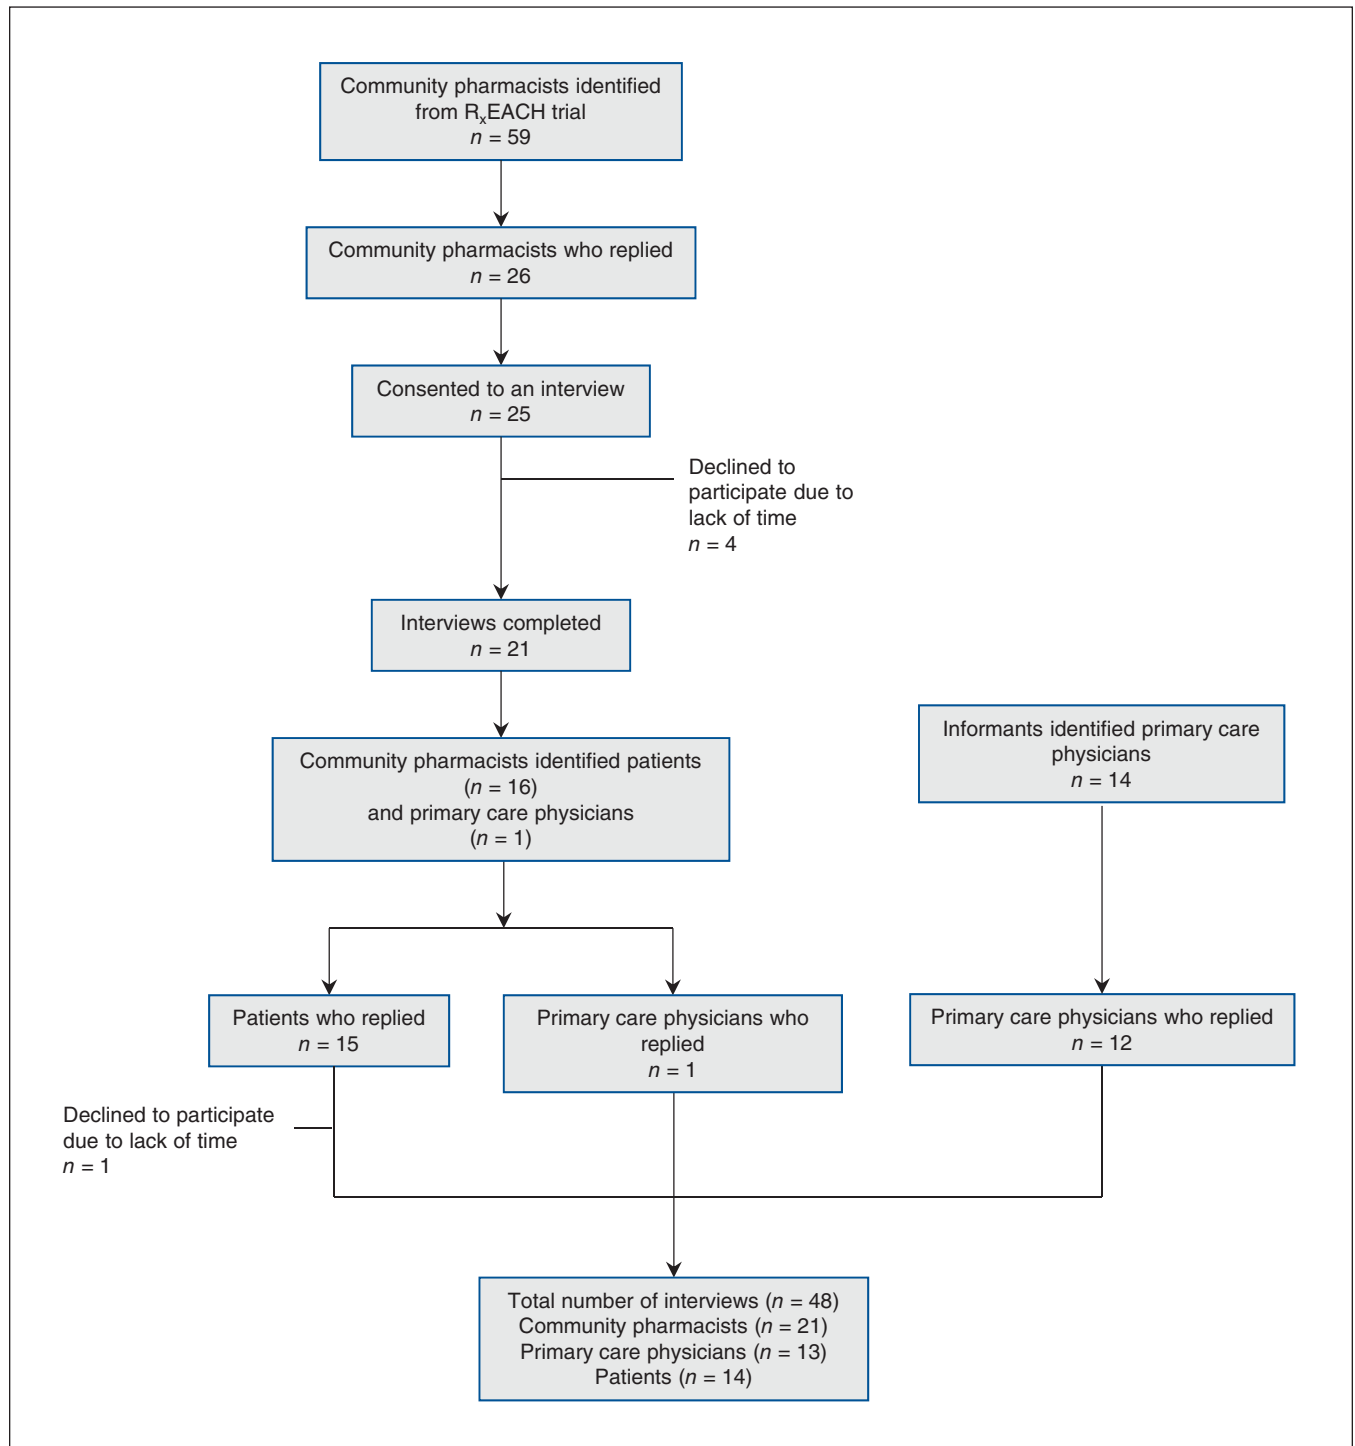 Community pharmacists identified
from RxEACH trial
n = 59
Community pharmacists who replied
n = 26
Consented to an interview
n = 25
Declined to
participate due to
lack of time
n = 4
Interviews completed
n = 21
Community pharmacists identified patients
(n = 16)
and primary care physicians
(n = 1)
Informants identified primary care
physicians
n = 14
Patients who replied
n = 15
Primary care physicians who
replied
n = 1
Primary care physicians who replied
n = 12
Declined to participate
due to lack of time
n = 1
Total number of interviews (n = 48)
Community pharmacists (n = 21)
Primary care physicians (n = 13)
Patients (n = 14)